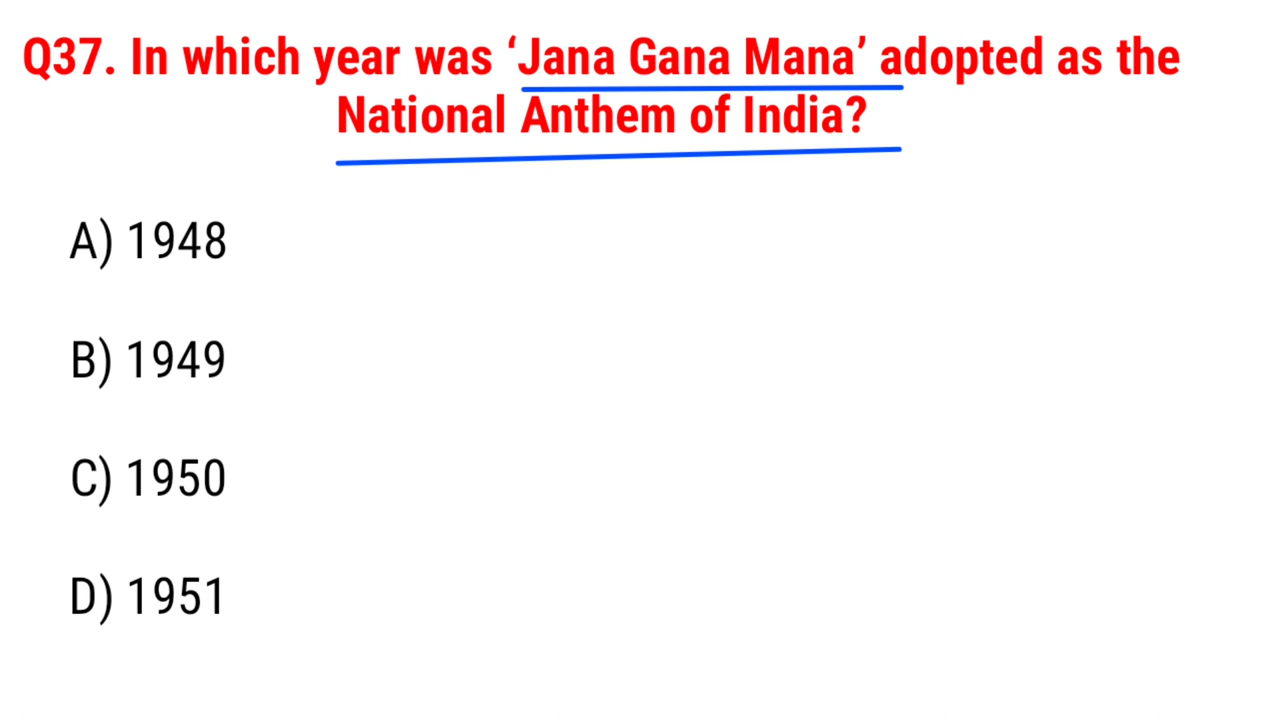 Q37. In which year was ‘Jana Gana Mana’ adopted as the
National Anthem of India?
A) 1948
B) 1949
C) 1950
D) 1951